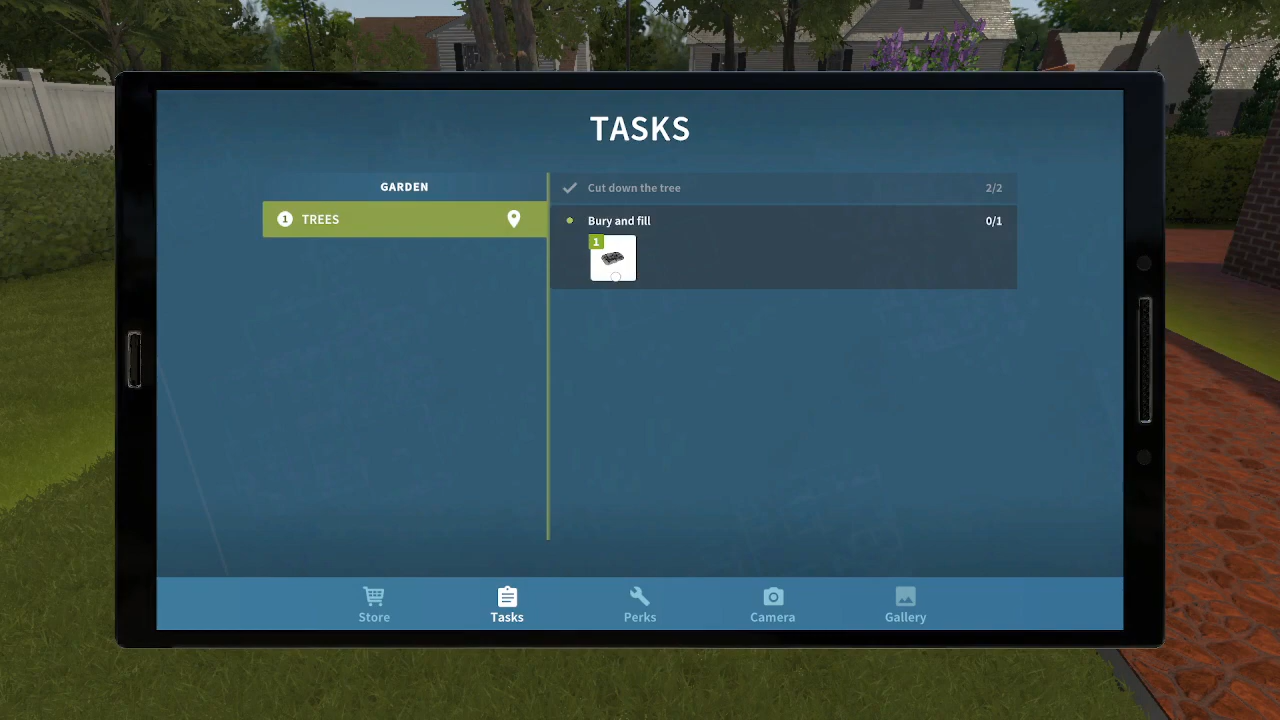 TASKS
GARDEN
1 TREES
Cut down the tree 2/2
Bury and fill 0/1
1
Store Tasks Perks Camera Gallery